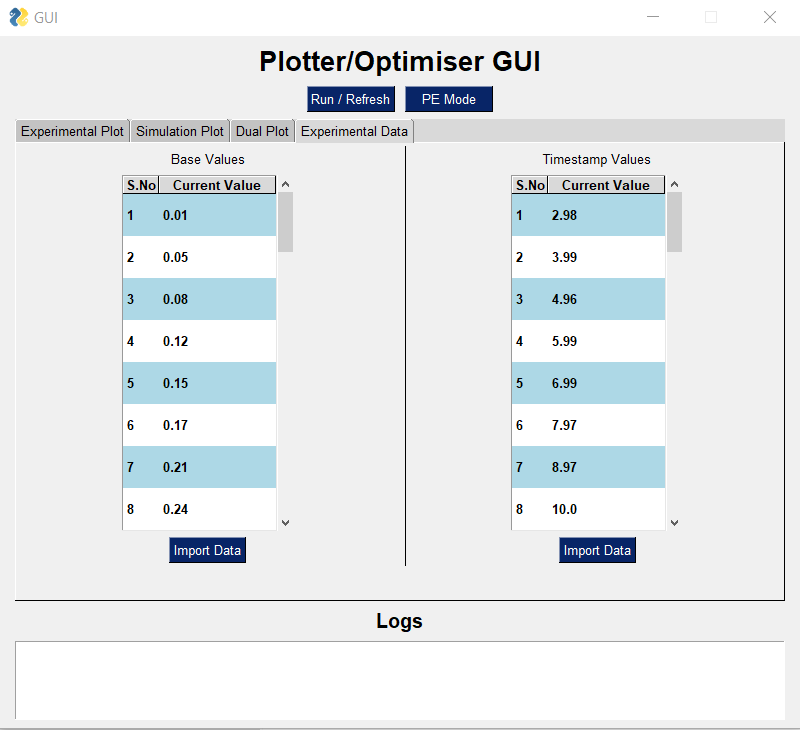 GUI
Plotter/Optimiser GUI
Run / Refresh PE Mode
Experimental Plot Simulation Plot Dual Plot Experimental Data
Base Values
S.No Current Value
1 0.01
2 0.05
3 0.08
4 0.12
5 0.15
6 0.17
7 0.21
8 0.24
Import Data
Timestamp Values
S.No Current Value
1 2.98
2 3.99
3 4.96
4 5.99
5 6.99
6 7.97
7 8.97
8 10.0
Import Data
Logs